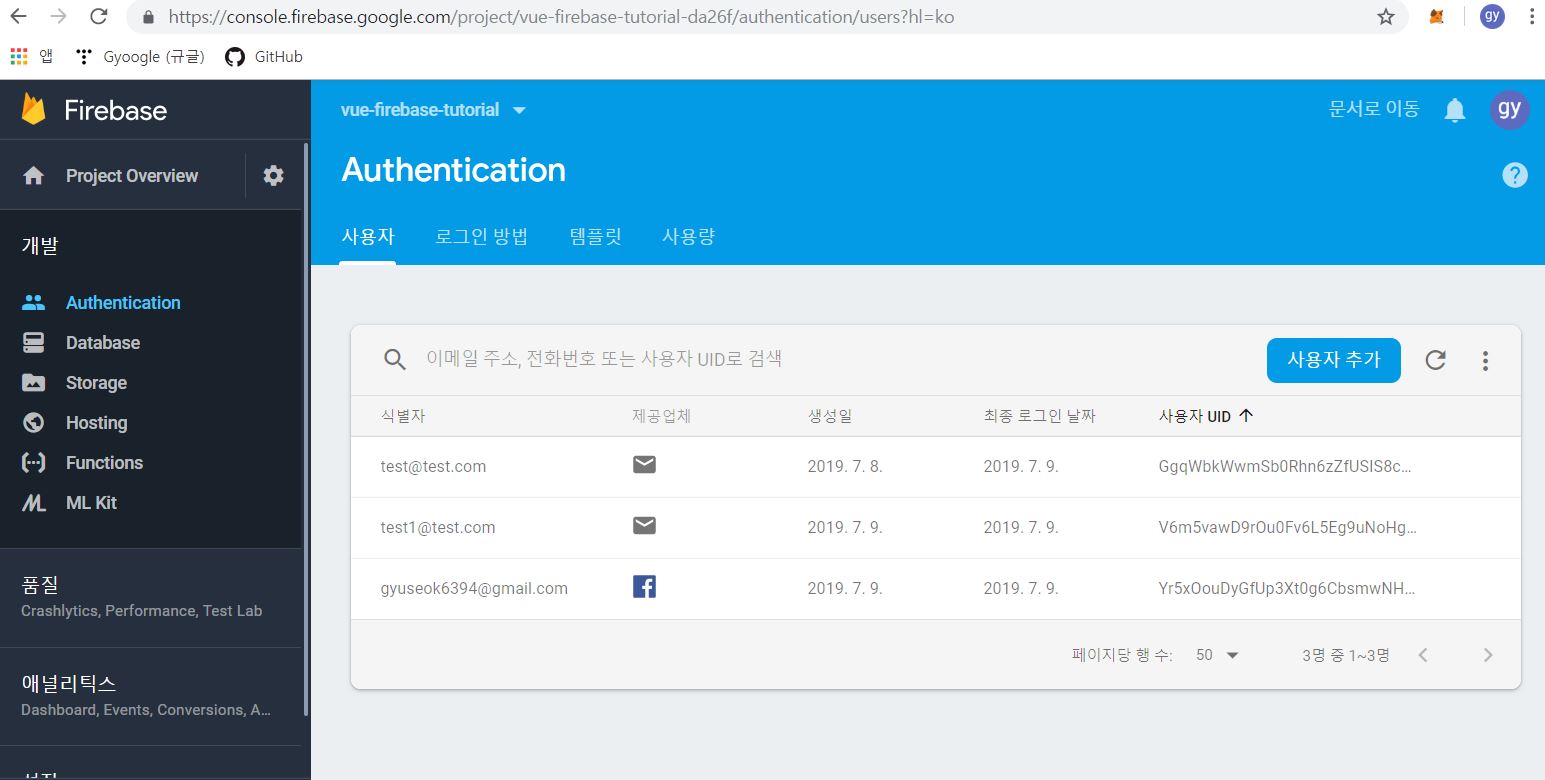 https://console.firebase.google.com/project/vue-firebase-tutorial-da26f/authentication/users?hl=ko
gy
앱
Gyoogle (규글)
GitHub
Firebase
vue-firebase-tutorial
문서로 이동
gy
Project Overview
Authentication
?
사용자 로그인 방법 템플릿 사용량
개발
Authentication
Database
Storage
Hosting
Functions
ML Kit
품질
Crashlytics, Performance, Test Lab
애널리틱스
Dashboard, Events, Conversions, A...
이메일 주소, 전화번호 또는 사용자 UID로 검색
사용자 추가
식별자 제공업체 생성일 최종 로그인 날짜 사용자 UID
test@test.com 2019. 7. 8. 2019. 7. 9. GgqWbkWwmSb0Rhn6zZfUSIS8c...
test1@test.com 2019. 7. 9. 2019. 7. 9. V6m5vawD9rOu0Fv6L5Eg9uNoHg...
gyuseok6394@gmail.com 2019. 7. 9. 2019. 7. 9. Yr5xOouDyGfUp3Xt0g6CbsmwNH...
페이지당 행 수: 50 3명 중 1~3명